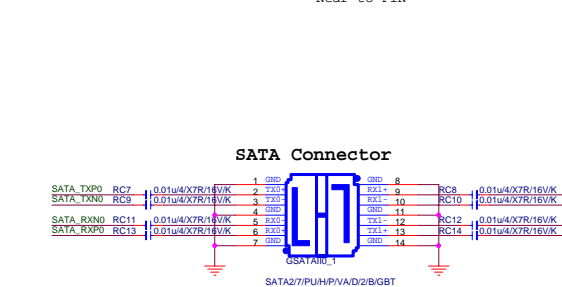 SATA Connector
1 GND GND 8
SATA_TXP0 RC7 0.01u/4/X7R/16V/K 2 TX0+ RX1+ 9 RC8 0.01u/4/X7R/16V/K
SATA_TXN0 RC9 0.01u/4/X7R/16V/K 3 TX0- RX1- 10 RC10 0.01u/4/X7R/16V/K
4 GND GND 11
SATA_RXN0 RC11 0.01u/4/X7R/16V/K 5 RX0- TX1- 12 RC12 0.01u/4/X7R/16V/K
SATA_RXP0 RC13 0.01u/4/X7R/16V/K 6 RX0+ TX1+ 13 RC14 0.01u/4/X7R/16V/K
7 GND GND 14
GSATAII0_1
SATA2/7/PU/H/P/VA/D/2/B/GBT